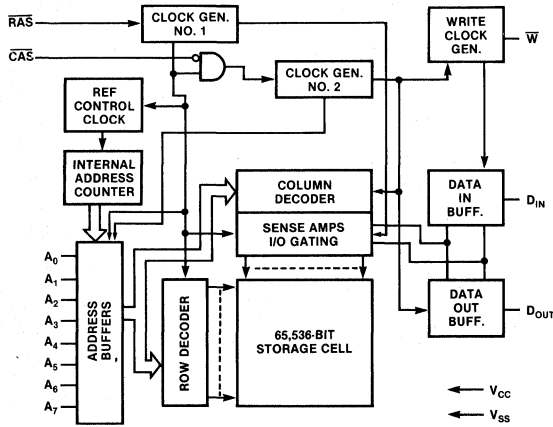 RAS
CLOCK GEN.
NO. 1
WRITE
CLOCK
GEN.
W
CAS
CLOCK GEN.
NO. 2
REF
CONTROL
CLOCK
INTERNAL
ADDRESS
COUNTER
COLUMN
DECODER
SENSE AMPS
I/O GATING
DATA
IN
BUFF.
DIN
A0
A1
A2
A3
A4
A5
A6
A7
ADDRESS
BUFFERS
ROW DECODER
65,536-BIT
STORAGE CELL
DATA
OUT
BUFF.
DOUT
VCC
VSS